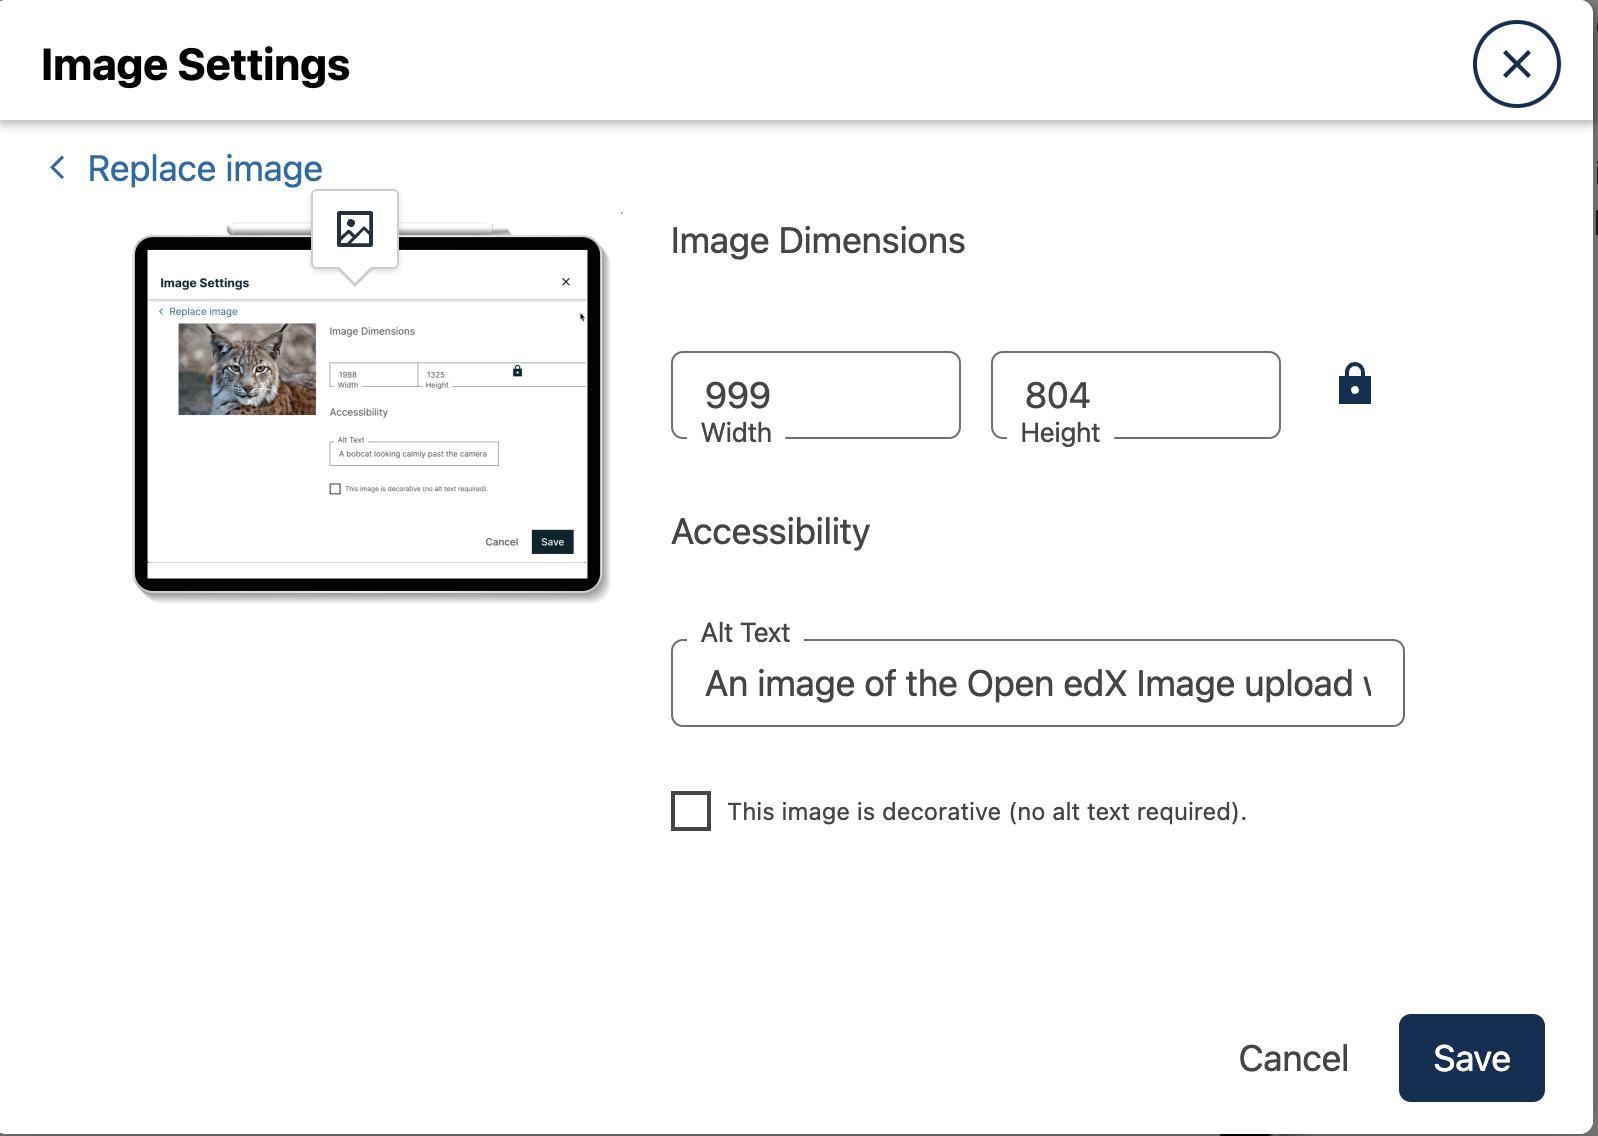 Image Settings
Replace image
Image Settings
Replace image
Image Dimensions
1988
Width
1325
Height
Accessibility
Alt Text
A bobcat looking calmly past the camera
This image is decorative (no alt text required).
Cancel
Save
Image Dimensions
999
Width
804
Height
Accessibility
Alt Text
An image of the Open edX Image upload
This image is decorative (no alt text required).
Cancel
Save